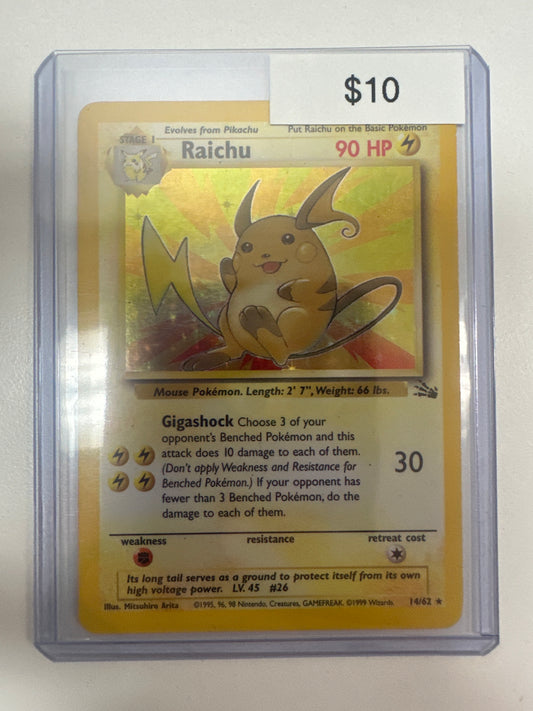 $10
Evolves from Pikachu Put Raichu on the Basic Pokémon
STAGE 1
Raichu 90 HP
Mouse Pokémon. Length: 2' 7", Weight: 66 lbs.
Gigashock Choose 3 of your
opponent's Benched Pokémon and this
attack does 10 damage to each of them.
(Don't apply Weakness and Resistance for
Benched Pokémon.) If your opponent has
fewer than 3 Benched Pokémon, do the
damage to each of them.
30
weakness resistance retreat cost
Its long tail serves as a ground to protect itself from its own
high voltage power. LV. 45 #26
Illus. Mitsuhiro Arita ©1995, 96, 98 Nintendo, Creatures, GAMEFREAK. ©1999 Wizards. 14/62 ★